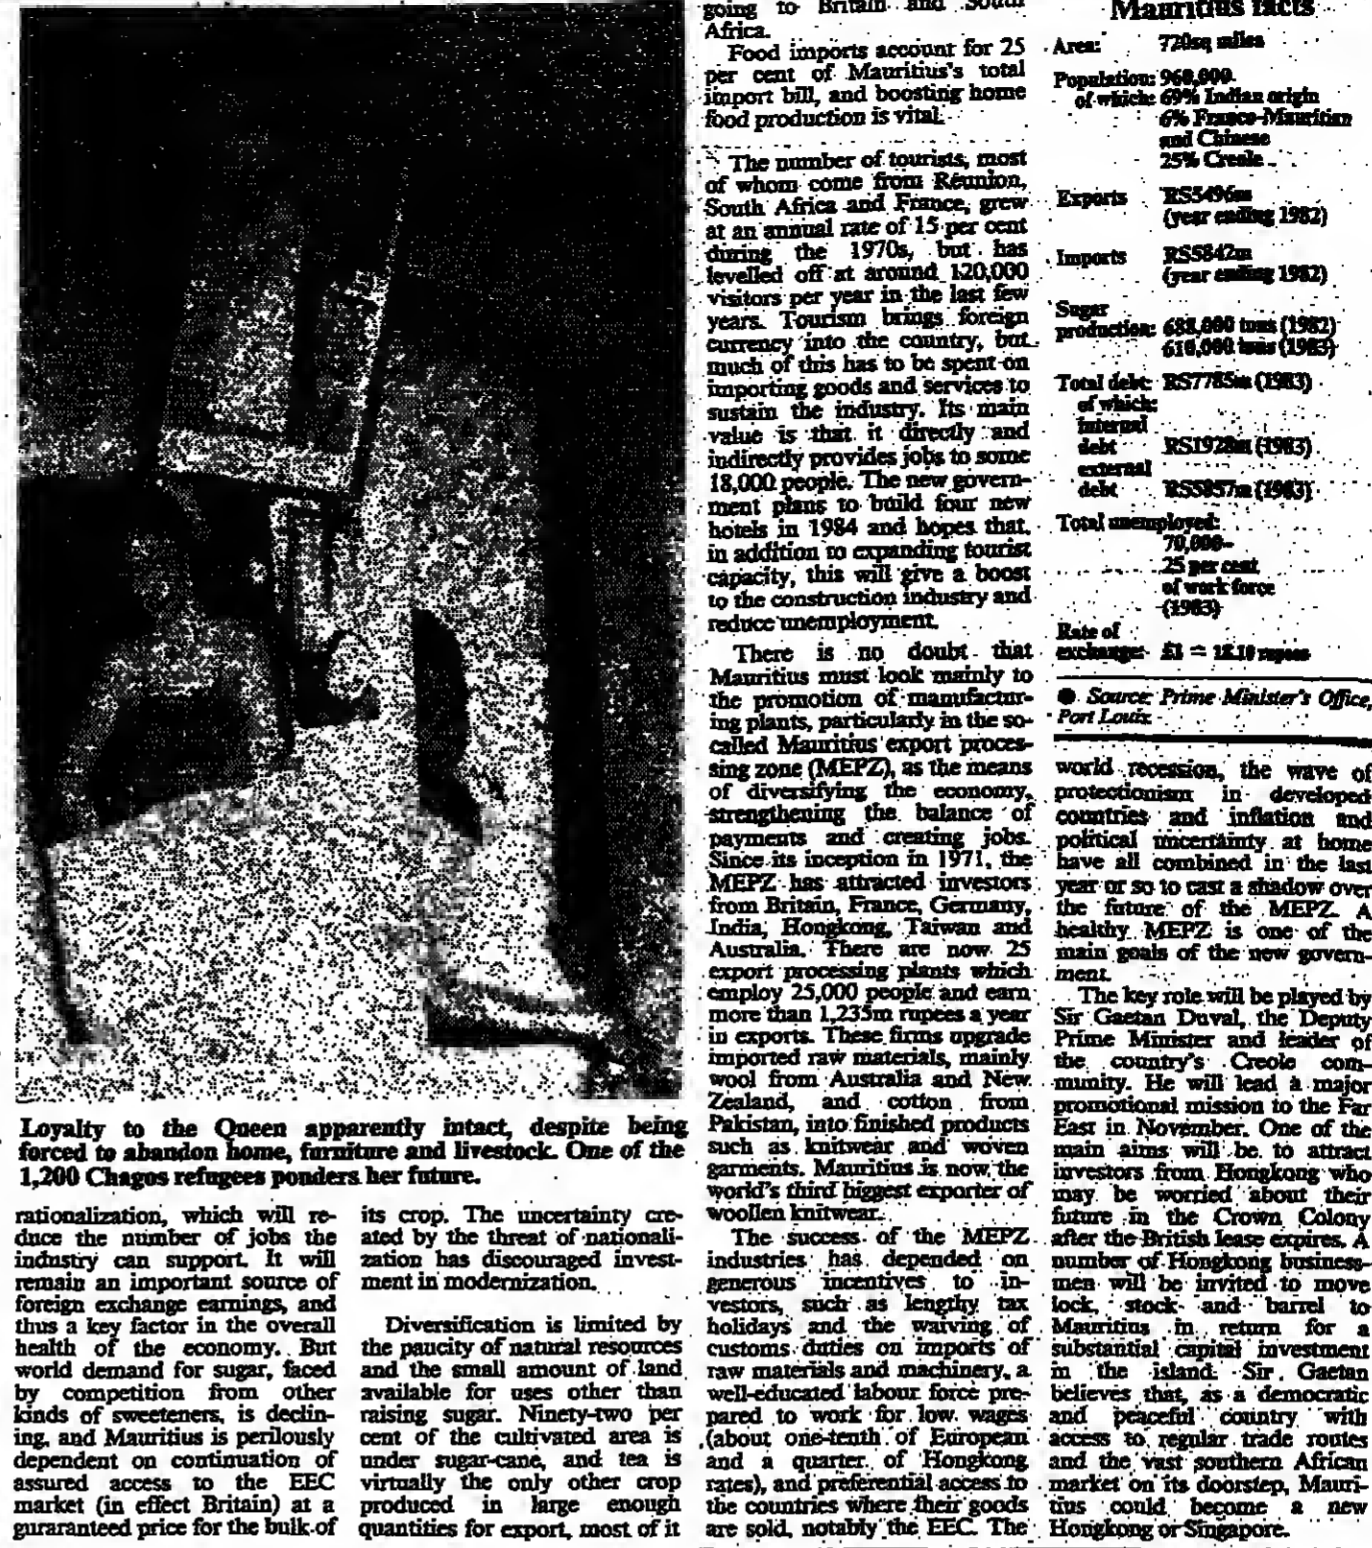 Loyalty to the Queen apparently intact, despite being
forced to abandon home, furniture and livestock. One of the
1,200 Chagos refugees ponders her future.
rationalization, which will re-
duce the number of jobs the
industry can support. It will
remain an important source of
foreign exchange earnings, and
thus a key factor in the overall
health of the economy. But
world demand for sugar, faced
by competition from other
kinds of sweeteners, is declin-
ing, and Mauritius is perilously
dependent on continuation of
assured access to the EEC
market (in effect Britain) at a
guraranteed price for the bulk of
its crop. The uncertainty cre-
ated by the threat of nationali-
zation has discouraged invest-
ment in modernization.
Diversification is limited by
the paucity of natural resources
and the small amount of land
available for uses other than
raising sugar. Ninety-two per
cent of the cultivated area is
under sugar-cane, and tea is
virtually the only other crop
produced in large enough
quantities for export, most of it
going to Britain and South
Africa.
Food imports account for 25
per cent of Mauritius's total
import bill, and boosting home
food production is vital.
The number of tourists, most
of whom come from Réunion,
South Africa and France, grew
at an annual rate of 15 per cent
during the 1970s, but has
levelled off at around 120,000
visitors per year in the last few
years. Tourism brings foreign
currency into the country, but
much of this has to be spent on
importing goods and services to
sustain the industry. Its main
value is that it directly and
indirectly provides jobs to some
18,000 people. The new govern-
ment plans to build four new
hotels in 1984 and hopes that,
in addition to expanding tourist
capacity, this will give a boost
to the construction industry and
reduce unemployment.
There is no doubt that
Mauritius must look mainly to
the promotion of manufactur-
ing plants, particularly in the so-
called Mauritius export proces-
sing zone (MEPZ), as the means
of diversifying the economy,
strengthening the balance of
payments and creating jobs.
Since its inception in 1971, the
MEPZ has attracted investors
from Britain, France, Germany,
India, Hongkong, Taiwan and
Australia. There are now 25
export processing plants which
employ 25,000 people and earn
more than 1,235m rupees a year
in exports. These firms upgrade
imported raw materials, mainly
wool from Australia and New
Zealand, and cotton from
Pakistan, into finished products
such as knitwear and woven
garments. Mauritius is now the
world's third biggest exporter of
woollen knitwear.
The success of the MEPZ
industries has depended on
generous incentives to in-
vestors, such as lengthy tax
holidays and the waiving of
customs duties on imports of
raw materials and machinery, a
well-educated labour force pre-
pared to work for low wages
(about one-tenth of European
and a quarter of Hongkong
rates), and preferential access to
the countries where their goods
are sold, notably the EEC. The
Mauritius facts
Area: 720sq miles
Population: 960,000
of which: 69% Indian origin
6% Franco-Mauritian
and Chinese
25% Creole
Exports RS5496m
(year ending 1982)
Imports RS5842m
(year ending 1982)
Sugar
production: 688,000 tons (1982)
610,000 tons (1983)
Total debt: RS7785m (1983)
of which:
internal
debt RS1928m (1983)
external
debt RS5857m (1983)
Total unemployed:
70,000–
25 per cent
of work force
(1983)
Rate of
exchange: £1 = 18.10 rupees
● Source: Prime Minister's Office,
Port Louis
world recession, the wave of
protectionism in developed
countries and inflation and
political uncertainty at home
have all combined in the last
year or so to cast a shadow over
the future of the MEPZ. A
healthy MEPZ is one of the
main goals of the new govern-
ment.
The key role will be played by
Sir Gaetan Duval, the Deputy
Prime Minister and leader of
the country's Creole com-
munity. He will lead a major
promotional mission to the Far
East in November. One of the
main aims will be to attract
investors from Hongkong who
may be worried about their
future in the Crown Colony
after the British lease expires. A
number of Hongkong business-
men will be invited to move
lock, stock and barrel to
Mauritius in return for a
substantial capital investment
in the island. Sir Gaetan
believes that, as a democratic
and peaceful country with
access to regular trade routes
and the vast southern African
market on its doorstep, Mauri-
tius could become a new
Hongkong or Singapore.